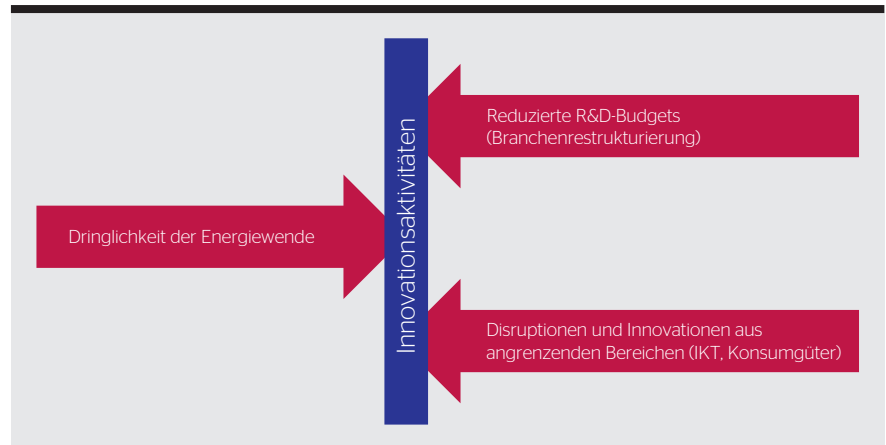 Dringlichkeit der Energiewende
Innovationsaktivitäten
Reduzierte R&D-Budgets
(Branchenrestrukturierung)
Disruptionen und Innovationen aus
angrenzenden Bereichen (IKT, Konsumgüter)